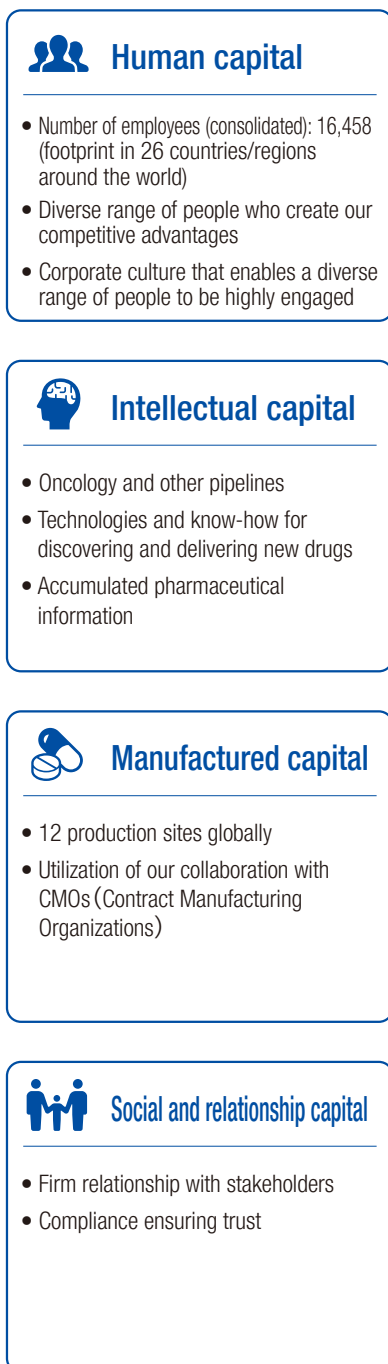 Human capital
• Number of employees (consolidated): 16,458
(footprint in 26 countries/regions
around the world)
• Diverse range of people who create our
competitive advantages
• Corporate culture that enables a diverse
range of people to be highly engaged
Intellectual capital
• Oncology and other pipelines
• Technologies and know-how for
discovering and delivering new drugs
• Accumulated pharmaceutical
information
Manufactured capital
• 12 production sites globally
• Utilization of our collaboration with
CMOs（Contract Manufacturing
Organizations）
Social and relationship capital
• Firm relationship with stakeholders
• Compliance ensuring trust